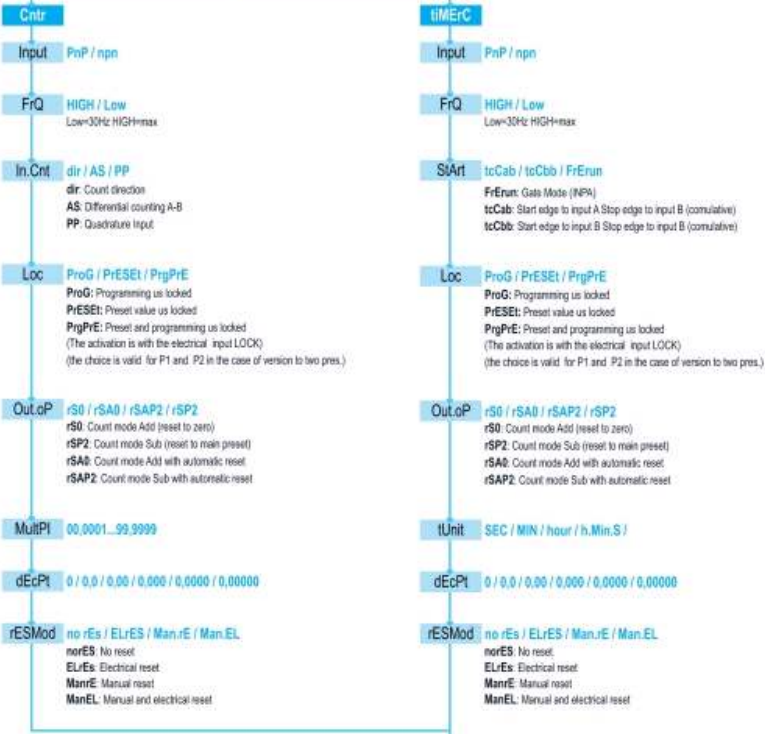 Cntr
Input PnP / npn
FrQ HIGH / Low
Low=30Hz HIGH=max
In.Cnt dir / AS / PP
dir: Count direction
AS: Differential counting A-B
PP: Quadrature Input
Loc ProG / PrESEt / PrgPrE
ProG: Programming us locked
PrESEt: Preset value us locked
PrgPrE: Preset and programming us locked
(The activation is with the electrical input LOCK)
(the choice is valid for P1 and P2 in the case of version to two pres.)
Out.oP rS0 / rSA0 / rSAP2 / rSP2
rS0: Count mode Add (reset to zero)
rSP2: Count mode Sub (reset to main preset)
rSA0: Count mode Add with automatic reset
rSAP2: Count mode Sub with automatic reset
MultPl 00,0001...99,9999
dEcPt 0 / 0,0 / 0,00 / 0,000 / 0,0000 / 0,00000
rESMod no rEs / ELrES / Man.rE / Man.EL
norES: No reset
ELrEs: Electrical reset
ManrE: Manual reset
ManEL: Manual and electrical reset
tiMErC
Input PnP / npn
FrQ HIGH / Low
Low=30Hz HIGH=max
StArt tcCab / tcCbb / FrErun
FrErun: Gate Mode (INPA)
tcCab: Start edge to input A Stop edge to input B (comulative)
tcCbb: Start edge to input B Stop edge to input B (comulative)
Loc ProG / PrESEt / PrgPrE
ProG: Programming us locked
PrESEt: Preset value us locked
PrgPrE: Preset and programming us locked
(The activation is with the electrical input LOCK)
(the choice is valid for P1 and P2 in the case of version to two pres.)
Out.oP rS0 / rSA0 / rSAP2 / rSP2
rS0: Count mode Add (reset to zero)
rSP2: Count mode Sub (reset to main preset)
rSA0: Count mode Add with automatic reset
rSAP2: Count mode Sub with automatic reset
tUnit SEC / MIN / hour / h.Min.S /
dEcPt 0 / 0,0 / 0,00 / 0,000 / 0,0000 / 0,00000
rESMod no rEs / ELrES / Man.rE / Man.EL
norES: No reset
ELrEs: Electrical reset
ManrE: Manual reset
ManEL: Manual and electrical reset